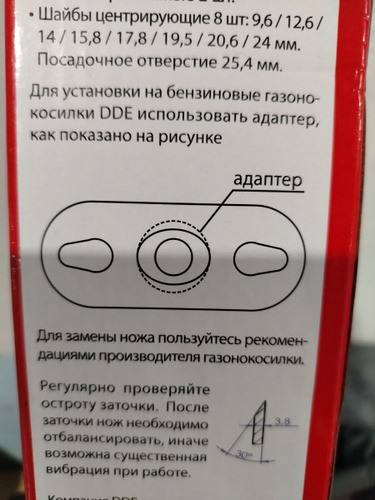 • Шайбы центрирующие 8 шт: 9,6 / 12,6 /
14 / 15,8 / 17,8 / 19,5 / 20,6 / 24 мм.
Посадочное отверстие 25,4 мм.
Для установки на бензиновые газоно-
косилки DDE использовать адаптер,
как показано на рисунке
адаптер
Для замены ножа пользуйтесь рекомен-
дациями производителя газонокосилки.
Регулярно проверяйте
остроту заточки. После
заточки нож необходимо
отбалансировать, иначе
возможна существенная
вибрация при работе.
3.8
30°
Компания DDE